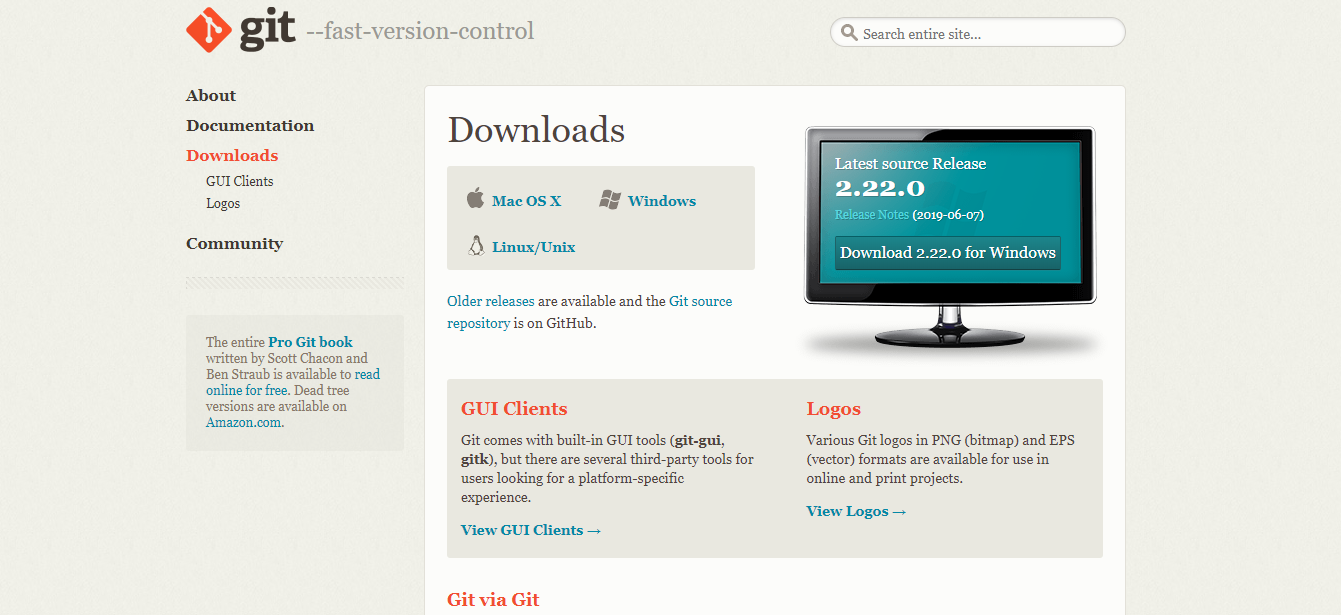 git --fast-version-control
Search entire site...
About
Documentation
Downloads
GUI Clients
Logos
Community
The entire Pro Git book
written by Scott Chacon and
Ben Straub is available to read
online for free. Dead tree
versions are available on
Amazon.com.
Downloads
Mac OS X
Windows
Linux/Unix
Older releases are available and the Git source
repository is on GitHub.
Latest source Release
2.22.0
Release Notes (2019-06-07)
Download 2.22.0 for Windows
GUI Clients
Git comes with built-in GUI tools (git-gui,
gitk), but there are several third-party tools for
users looking for a platform-specific
experience.
View GUI Clients →
Logos
Various Git logos in PNG (bitmap) and EPS
(vector) formats are available for use in
online and print projects.
View Logos →
Git via Git